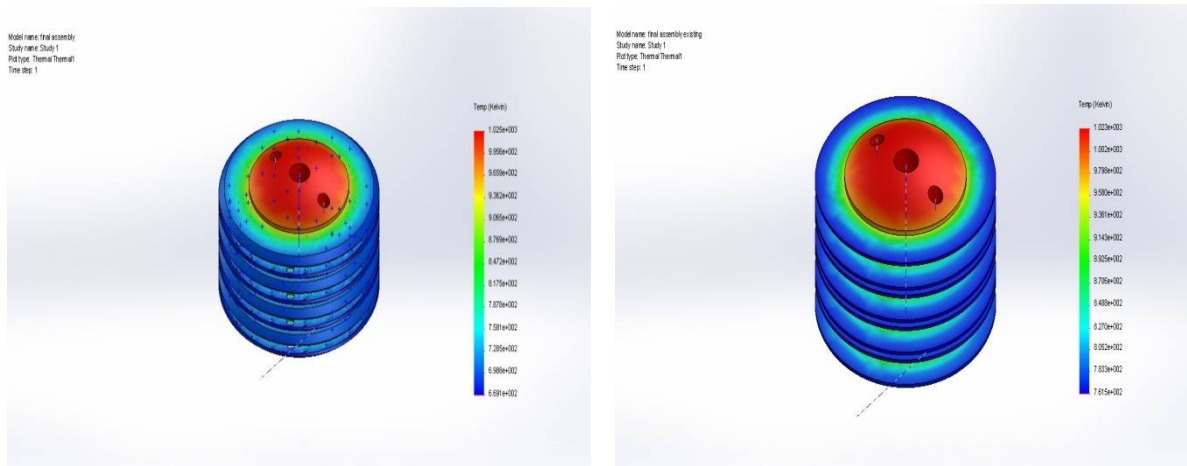 Model name: final assembly
Study name: Study 1
Plot type: Thermal Thermal1
Time step: 1
Temp (Kelvin)
1.025e+003
9.956e+002
9.659e+002
9.362e+002
9.065e+002
8.769e+002
8.472e+002
8.175e+002
7.878e+002
7.581e+002
7.285e+002
6.988e+002
6.691e+002
Model name: final assembly existing
Study name: Study 1
Plot type: Thermal Thermal1
Time step: 1
Temp (Kelvin)
1.023e+003
1.002e+003
9.798e+002
9.580e+002
9.361e+002
9.143e+002
8.925e+002
8.706e+002
8.488e+002
8.270e+002
8.052e+002
7.833e+002
7.615e+002